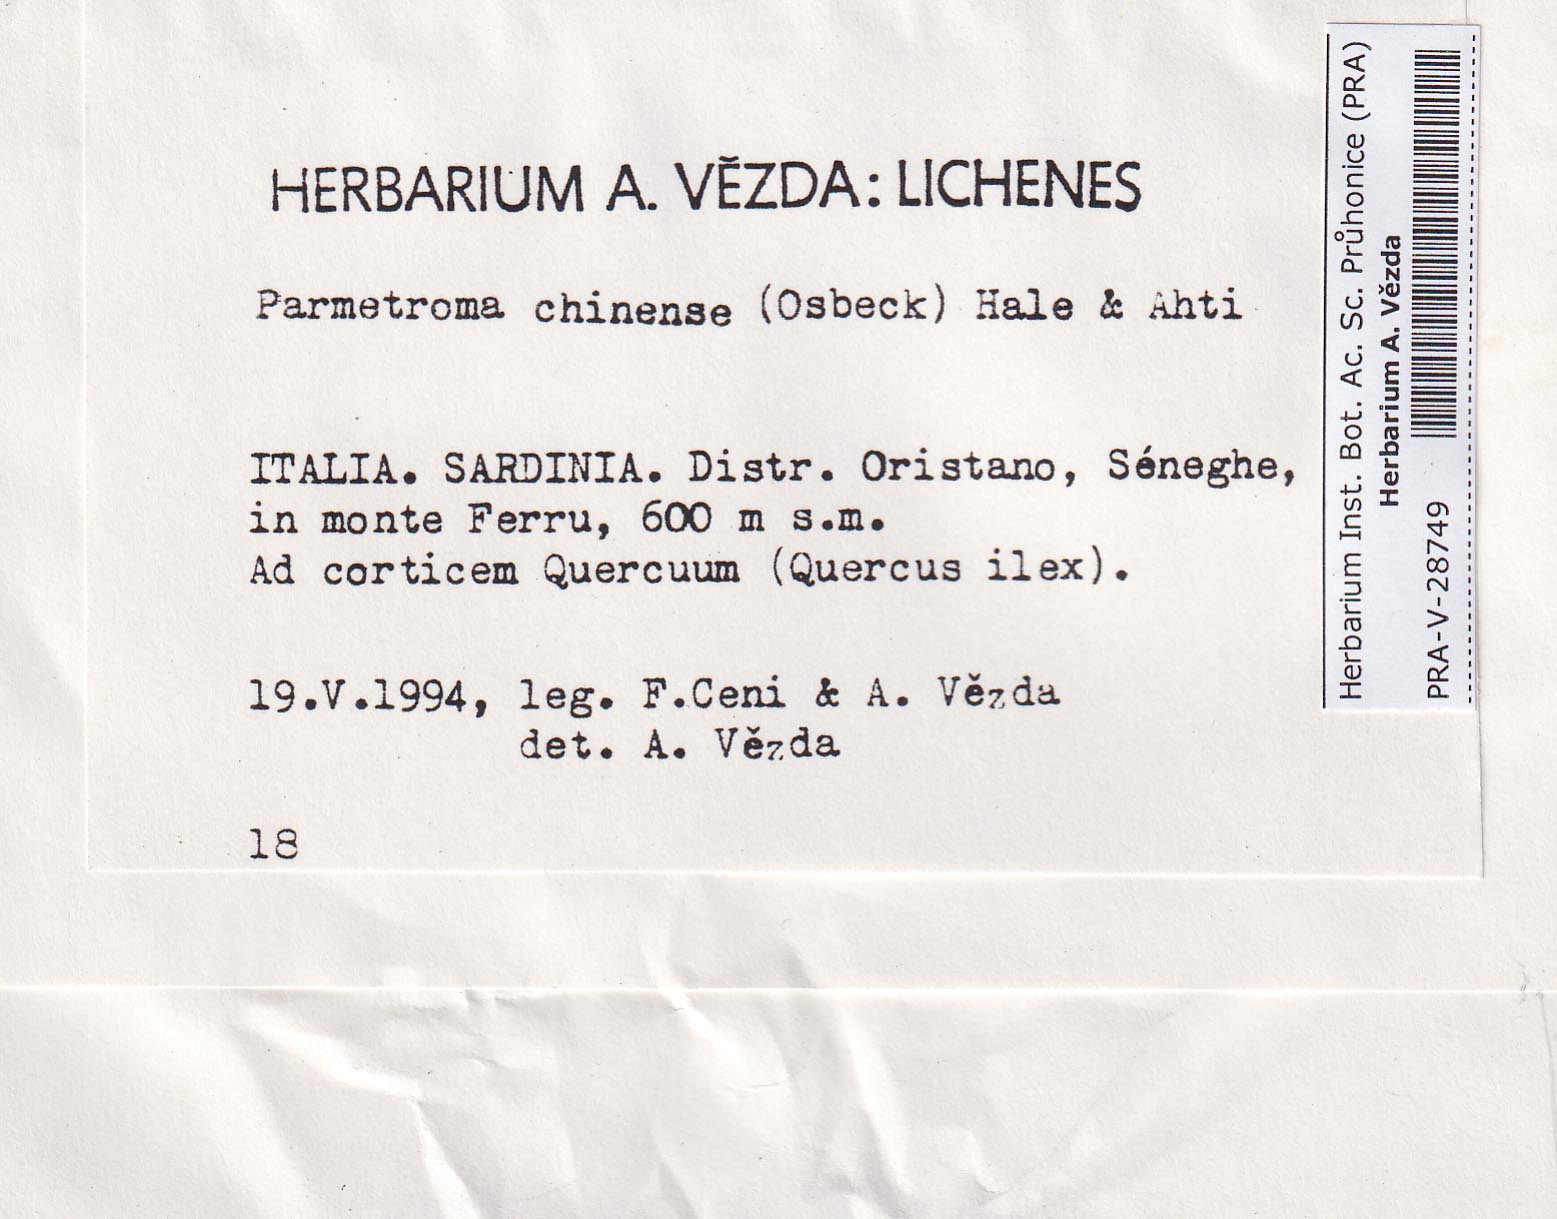 HERBARIUM A. VĚZDA: LICHENES
Parmetroma chinense (Osbeck) Hale & Ahti
ITALIA. SARDINIA. Distr. Oristano, Séneghe,
in monte Ferru, 600 m s.m.
Ad corticem Quercuum (Quercus ilex).
19.V.1994, leg. F.Ceni & A. Vězda
det. A. Vězda
18
Herbarium Inst. Bot. Ac. Sc. Průhonice (PRA)
Herbarium A. Vězda
PRA-V-28749